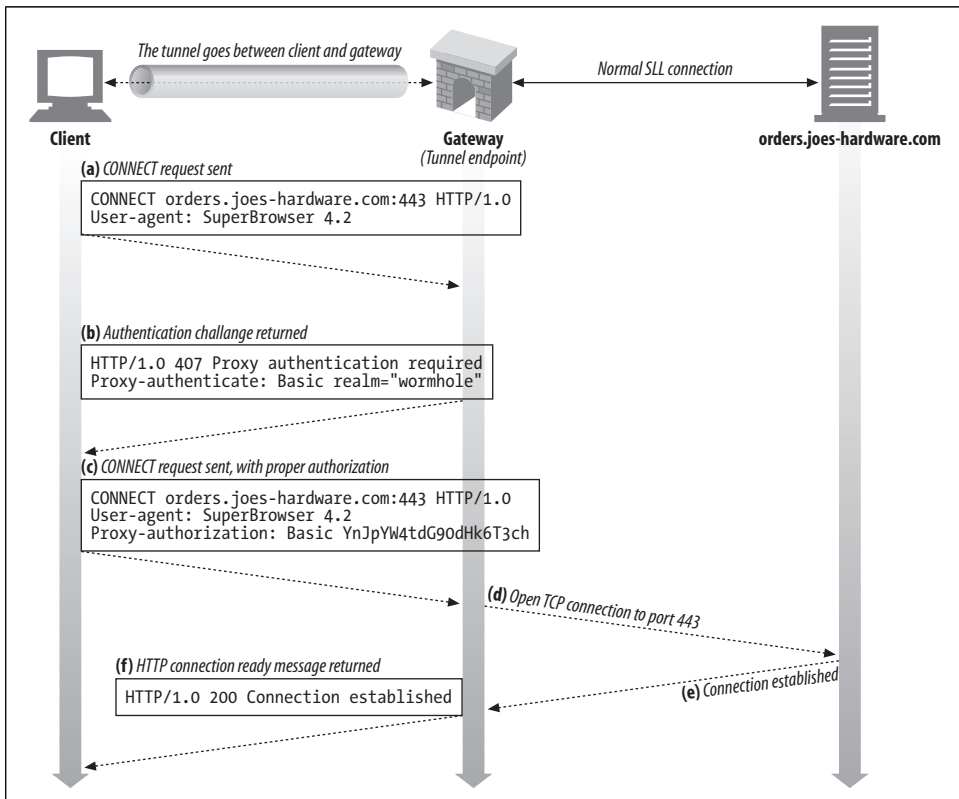 The tunnel goes between client and gateway
Normal SLL connection
Client
Gateway
(Tunnel endpoint)
orders.joes-hardware.com
(a) CONNECT request sent
CONNECT orders.joes-hardware.com:443 HTTP/1.0
User-agent: SuperBrowser 4.2
(b) Authentication challange returned
HTTP/1.0 407 Proxy authentication required
Proxy-authenticate: Basic realm="wormhole"
(c) CONNECT request sent, with proper authorization
CONNECT orders.joes-hardware.com:443 HTTP/1.0
User-agent: SuperBrowser 4.2
Proxy-authorization: Basic YnJpYW4tdG90dHk6T3ch
(d) Open TCP connection to port 443
(e) Connection established
(f) HTTP connection ready message returned
HTTP/1.0 200 Connection established